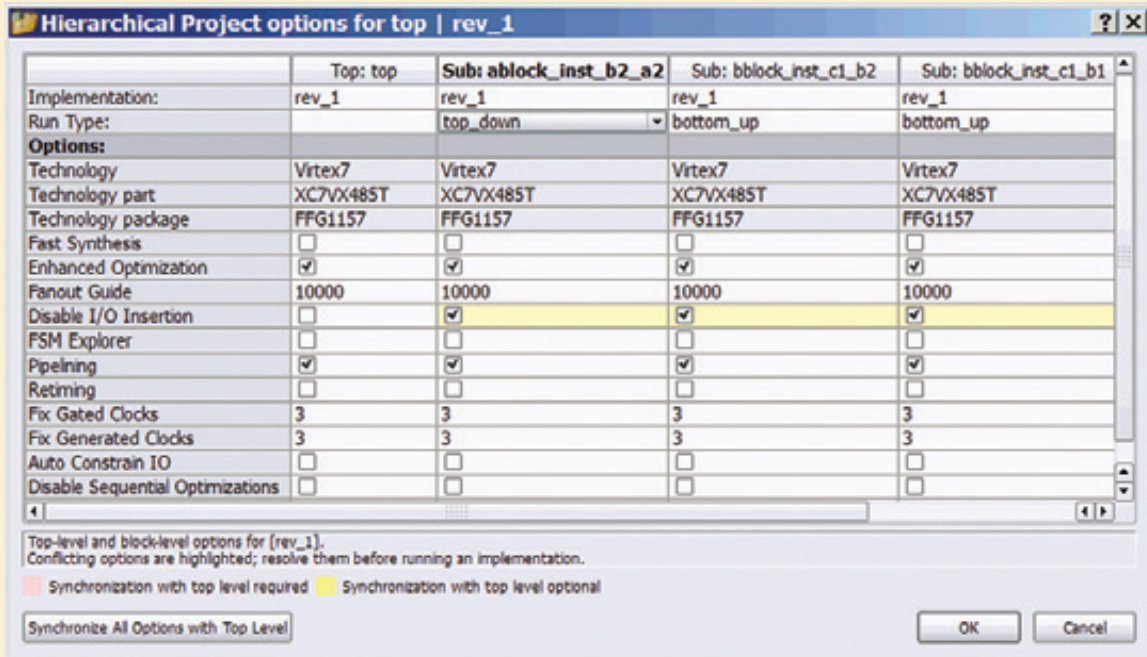 Hierarchical Project options for top | rev_1
Top: top Sub: ablock_inst_b2_a2 Sub: bblock_inst_c1_b2 Sub: bblock_inst_c1_b1
Implementation: rev_1 rev_1 rev_1 rev_1
Run Type: top_down bottom_up bottom_up
Options:
Technology Virtex7 Virtex7 Virtex7 Virtex7
Technology part XC7VX485T XC7VX485T XC7VX485T XC7VX485T
Technology package FFG1157 FFG1157 FFG1157 FFG1157
Fast Synthesis
Enhanced Optimization
Fanout Guide 10000 10000 10000 10000
Disable I/O Insertion
FSM Explorer
Pipelining
Retiming
Fix Gated Clocks 3 3 3 3
Fix Generated Clocks 3 3 3 3
Auto Constrain IO
Disable Sequential Optimizations
Top-level and block-level options for [rev_1].
Conflicting options are highlighted; resolve them before running an implementation.
Synchronization with top level required Synchronization with top level optional
Synchronize All Options with Top Level OK Cancel